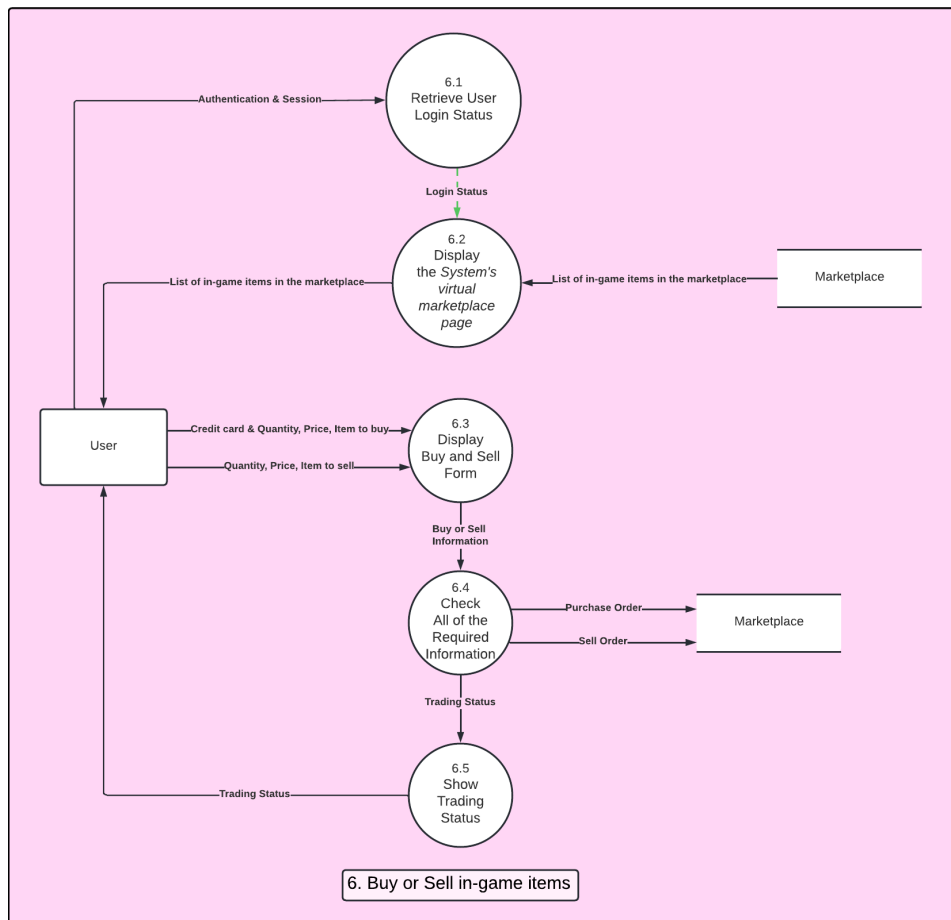 6.1
Retrieve User
Login Status
Authentication & Session
Login Status
6.2
Display
the System's
virtual
marketplace
page
List of in-game items in the marketplace
List of in-game items in the marketplace
Marketplace
User
Credit card & Quantity, Price, Item to buy
Quantity, Price, Item to sell
6.3
Display
Buy and Sell
Form
Buy or Sell
Information
6.4
Check
All of the
Required
Information
Purchase Order
Sell Order
Marketplace
Trading Status
6.5
Show
Trading
Status
Trading Status
6. Buy or Sell in-game items